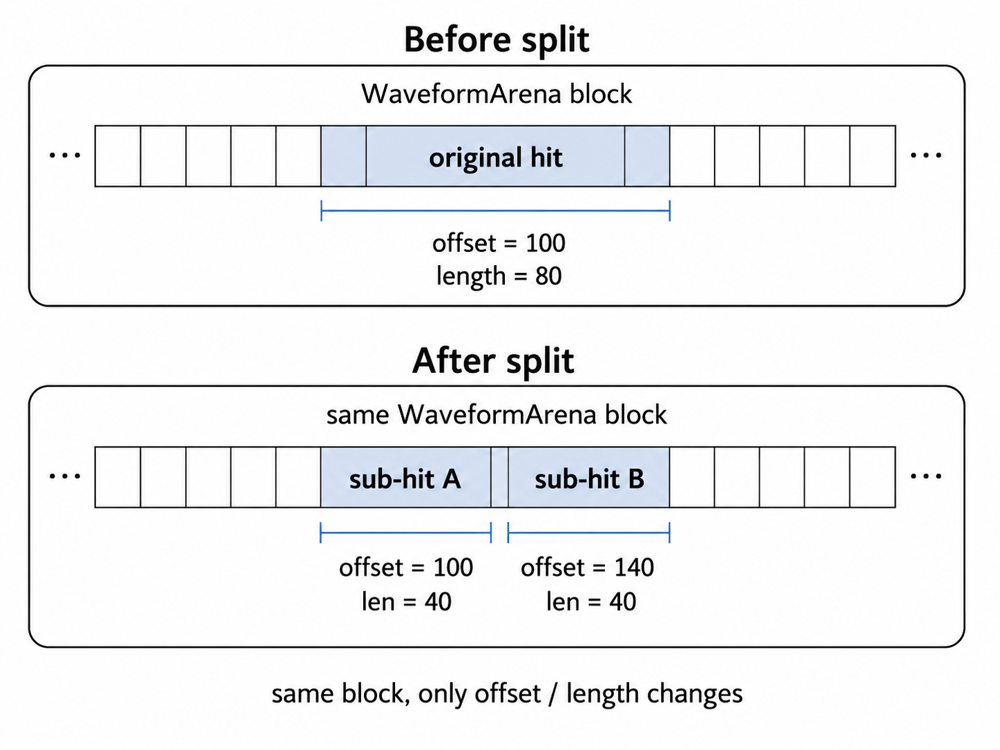 Before split
WaveformArena block
... original hit ...
offset = 100
length = 80
After split
same WaveformArena block
... sub-hit A sub-hit B ...
offset = 100 offset = 140
len = 40 len = 40
same block, only offset / length changes